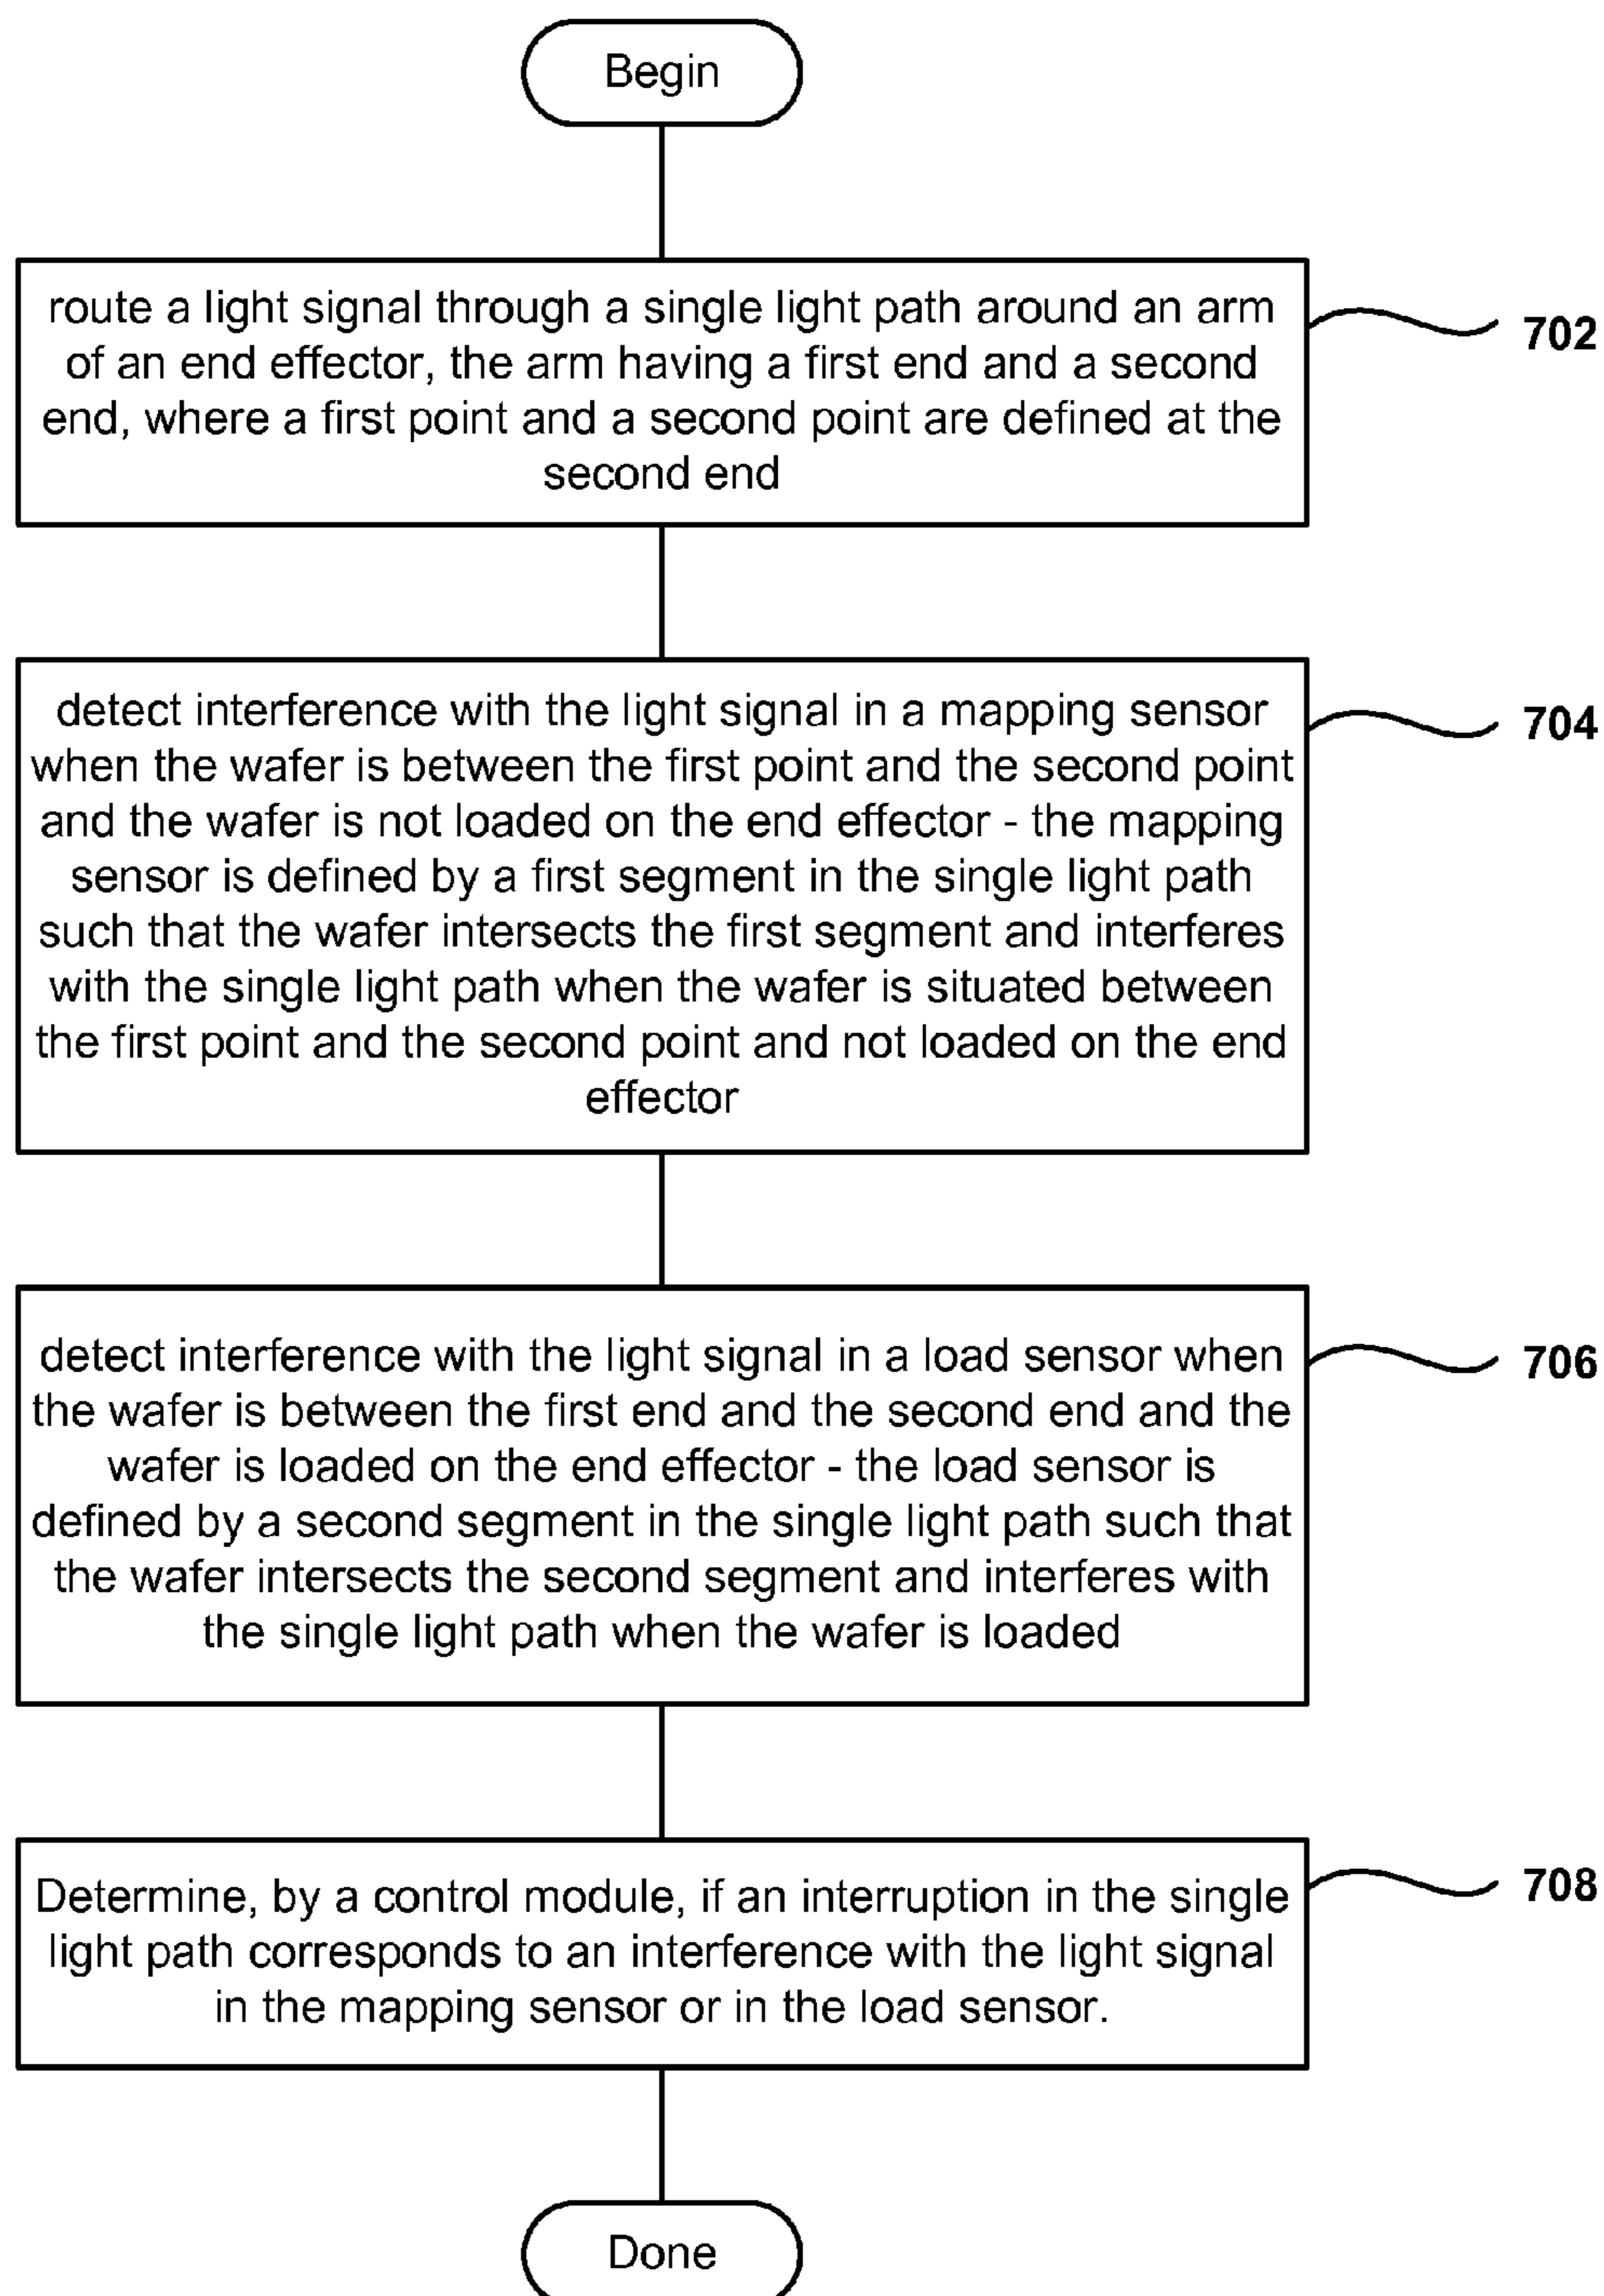 Begin
route a light signal through a single light path around an arm
of an end effector, the arm having a first end and a second
end, where a first point and a second point are defined at the
second end
702
detect interference with the light signal in a mapping sensor
when the wafer is between the first point and the second point
and the wafer is not loaded on the end effector - the mapping
sensor is defined by a first segment in the single light path
such that the wafer intersects the first segment and interferes
with the single light path when the wafer is situated between
the first point and the second point and not loaded on the end
effector
704
detect interference with the light signal in a load sensor when
the wafer is between the first end and the second end and the
wafer is loaded on the end effector - the load sensor is
defined by a second segment in the single light path such that
the wafer intersects the second segment and interferes with
the single light path when the wafer is loaded
706
Determine, by a control module, if an interruption in the single
light path corresponds to an interference with the light signal
in the mapping sensor or in the load sensor.
708
Done